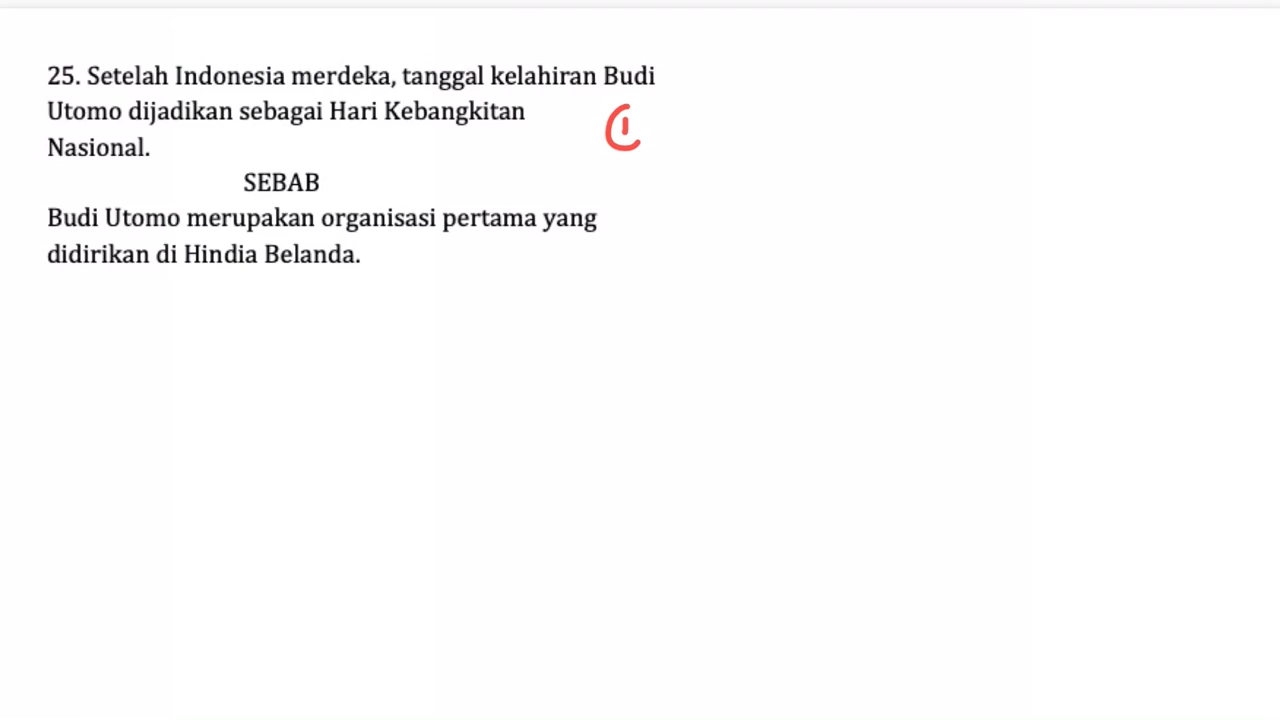 25. Setelah Indonesia merdeka, tanggal kelahiran Budi
Utomo dijadikan sebagai Hari Kebangkitan
1
Nasional.
SEBAB
Budi Utomo merupakan organisasi pertama yang
didirikan di Hindia Belanda.